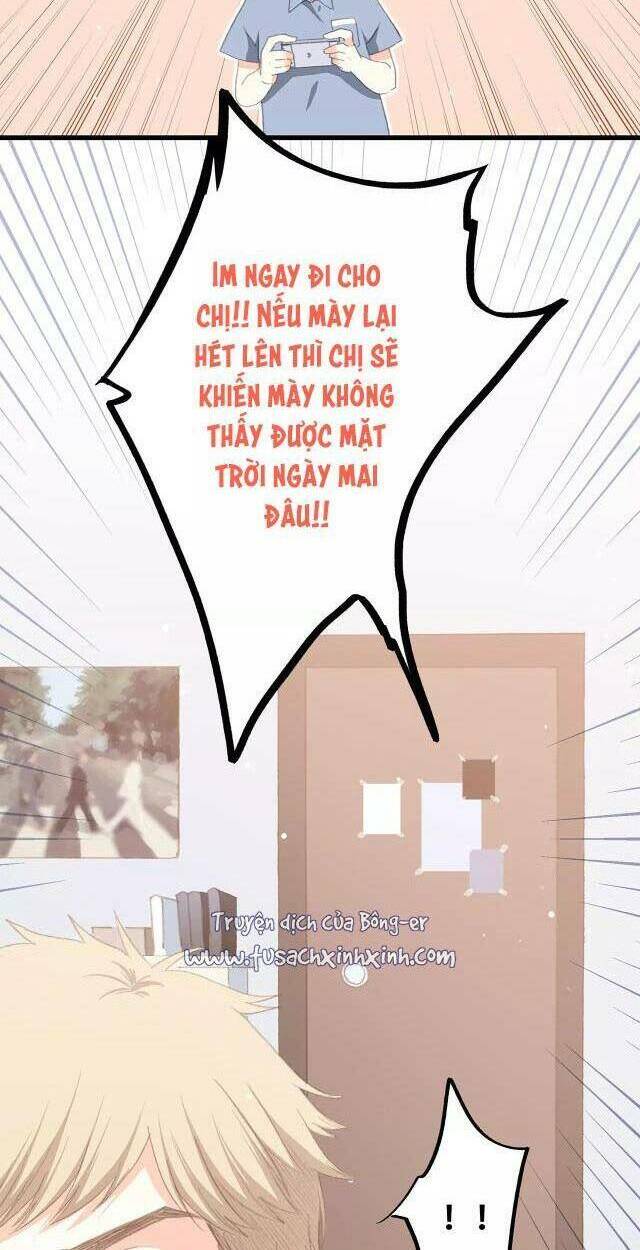 IM NGAY ĐI CHO
CHỊ!! NẾU MÀY LẠI
HÉT LÊN THÌ CHỊ SẼ
KHIẾN MÀY KHÔNG
THẤY ĐƯỢC MẶT
TRỜI NGÀY MAI
ĐÂU!!
Truyện dịch của Bông-er
www.tusachxinhxinh.com
! !